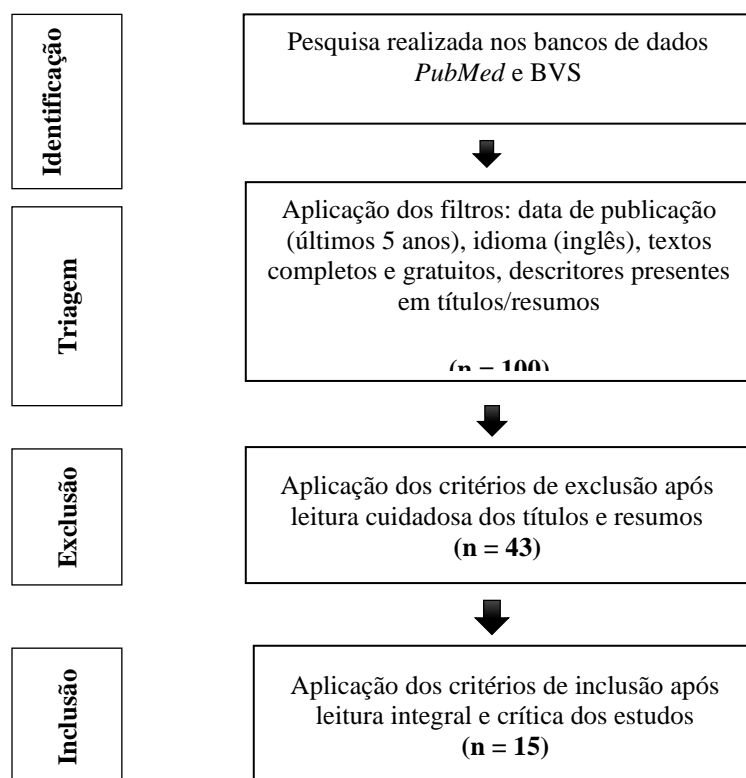 Identificação
Pesquisa realizada nos bancos de dados
PubMed e BVS
Triagem
Aplicação dos filtros: data de publicação
(últimos 5 anos), idioma (inglês), textos
completos e gratuitos, descritores presentes
em títulos/resumos
(n = 100)
Exclusão
Aplicação dos critérios de exclusão após
leitura cuidadosa dos títulos e resumos
(n = 43)
Inclusão
Aplicação dos critérios de inclusão após
leitura integral e crítica dos estudos
(n = 15)